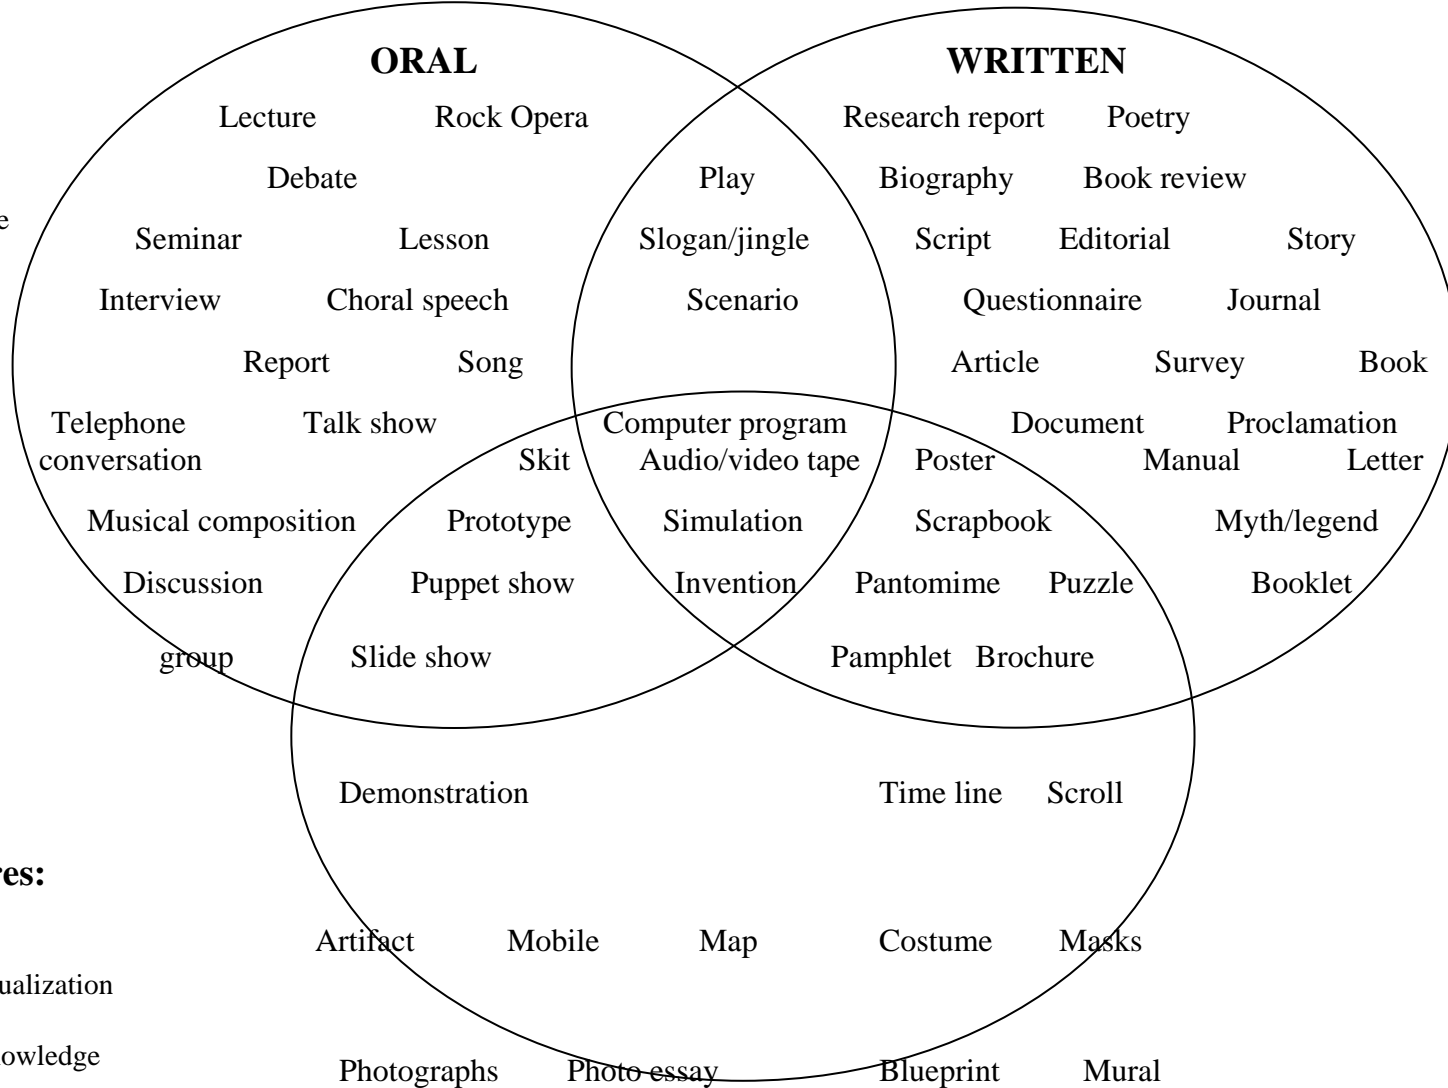 ORAL WRITTEN
Lecture Rock Opera Research report Poetry
Debate Play Biography Book review
e
Seminar Lesson Slogan/jingle Script Editorial Story
Interview Choral speech Scenario Questionnaire Journal
Report Song Article Survey Book
Telephone Talk show Computer program Document Proclamation
conversation Skit Audio/video tape Poster Manual Letter
Musical composition Prototype Simulation Scrapbook Myth/legend
Discussion Puppet show Invention Pantomime Puzzle Booklet
group Slide show Pamphlet Brochure
Demonstration Time line Scroll
res:
Artifact Mobile Map Costume Masks
ualization
owledge
Photographs Photo essay Blueprint Mural